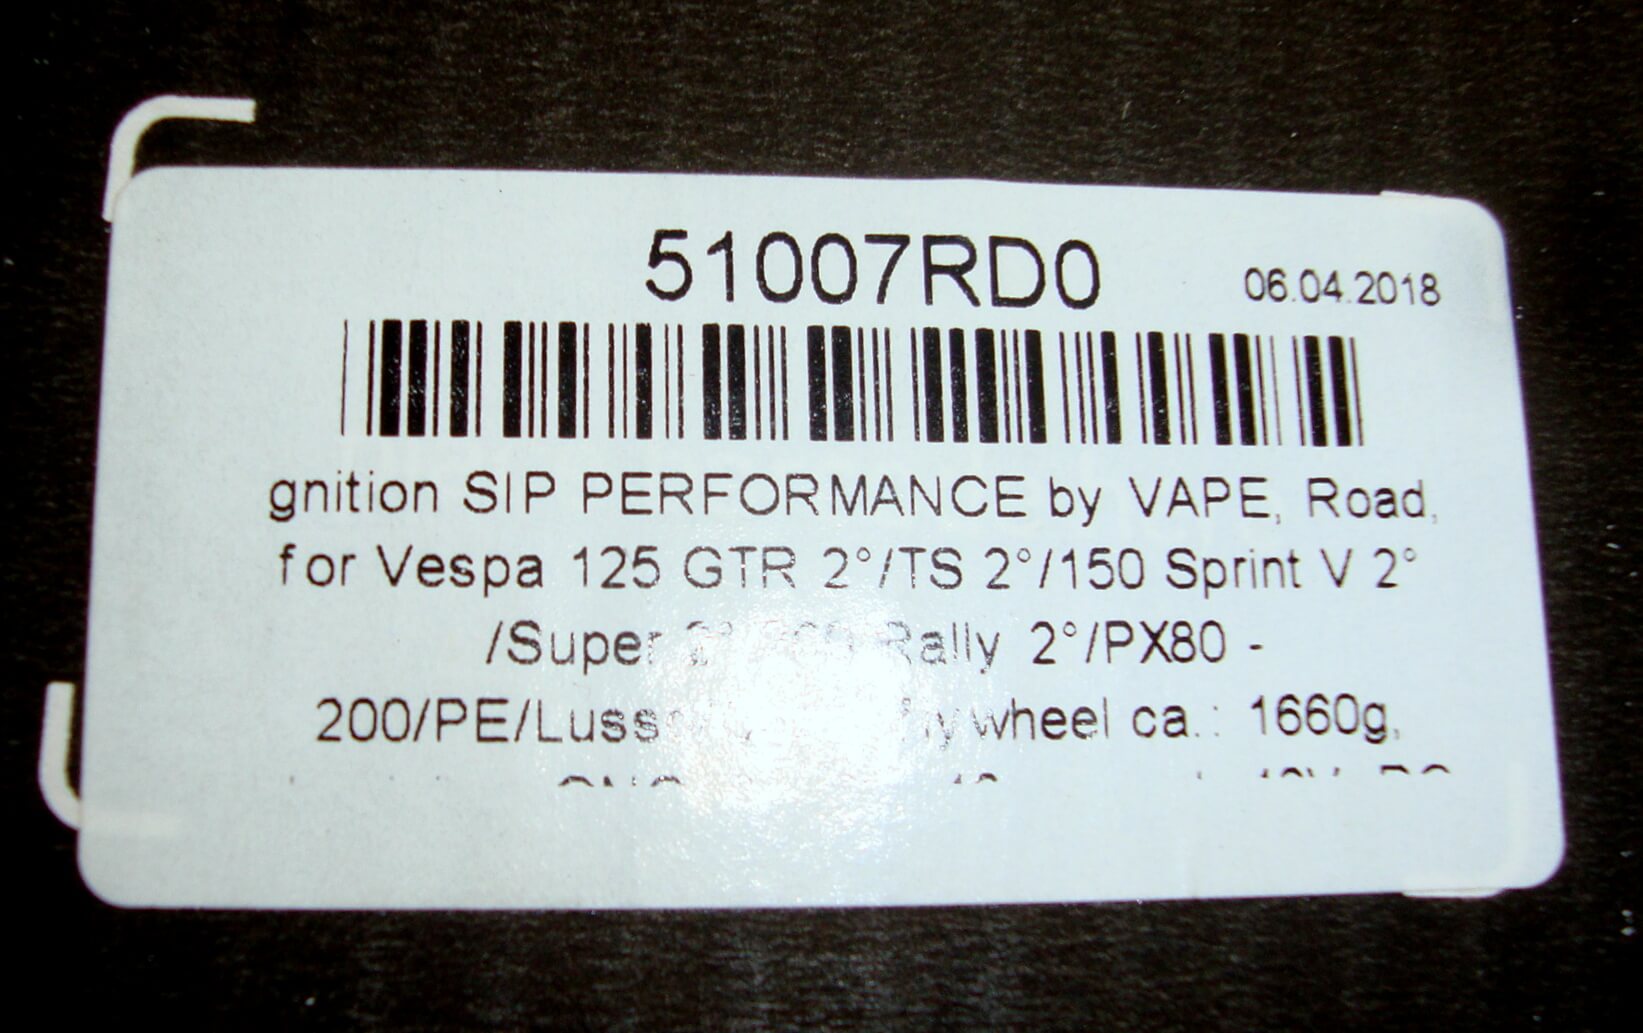 51007RD0
06.04.2018
gnition SIP PERFORMANCE by VAPE, Road,
for Vespa 125 GTR 2°/TS 2°/150 Sprint V 2°
/Super Rally 2°/PX80 -
200/PE/ wheel ca.: 1660g,